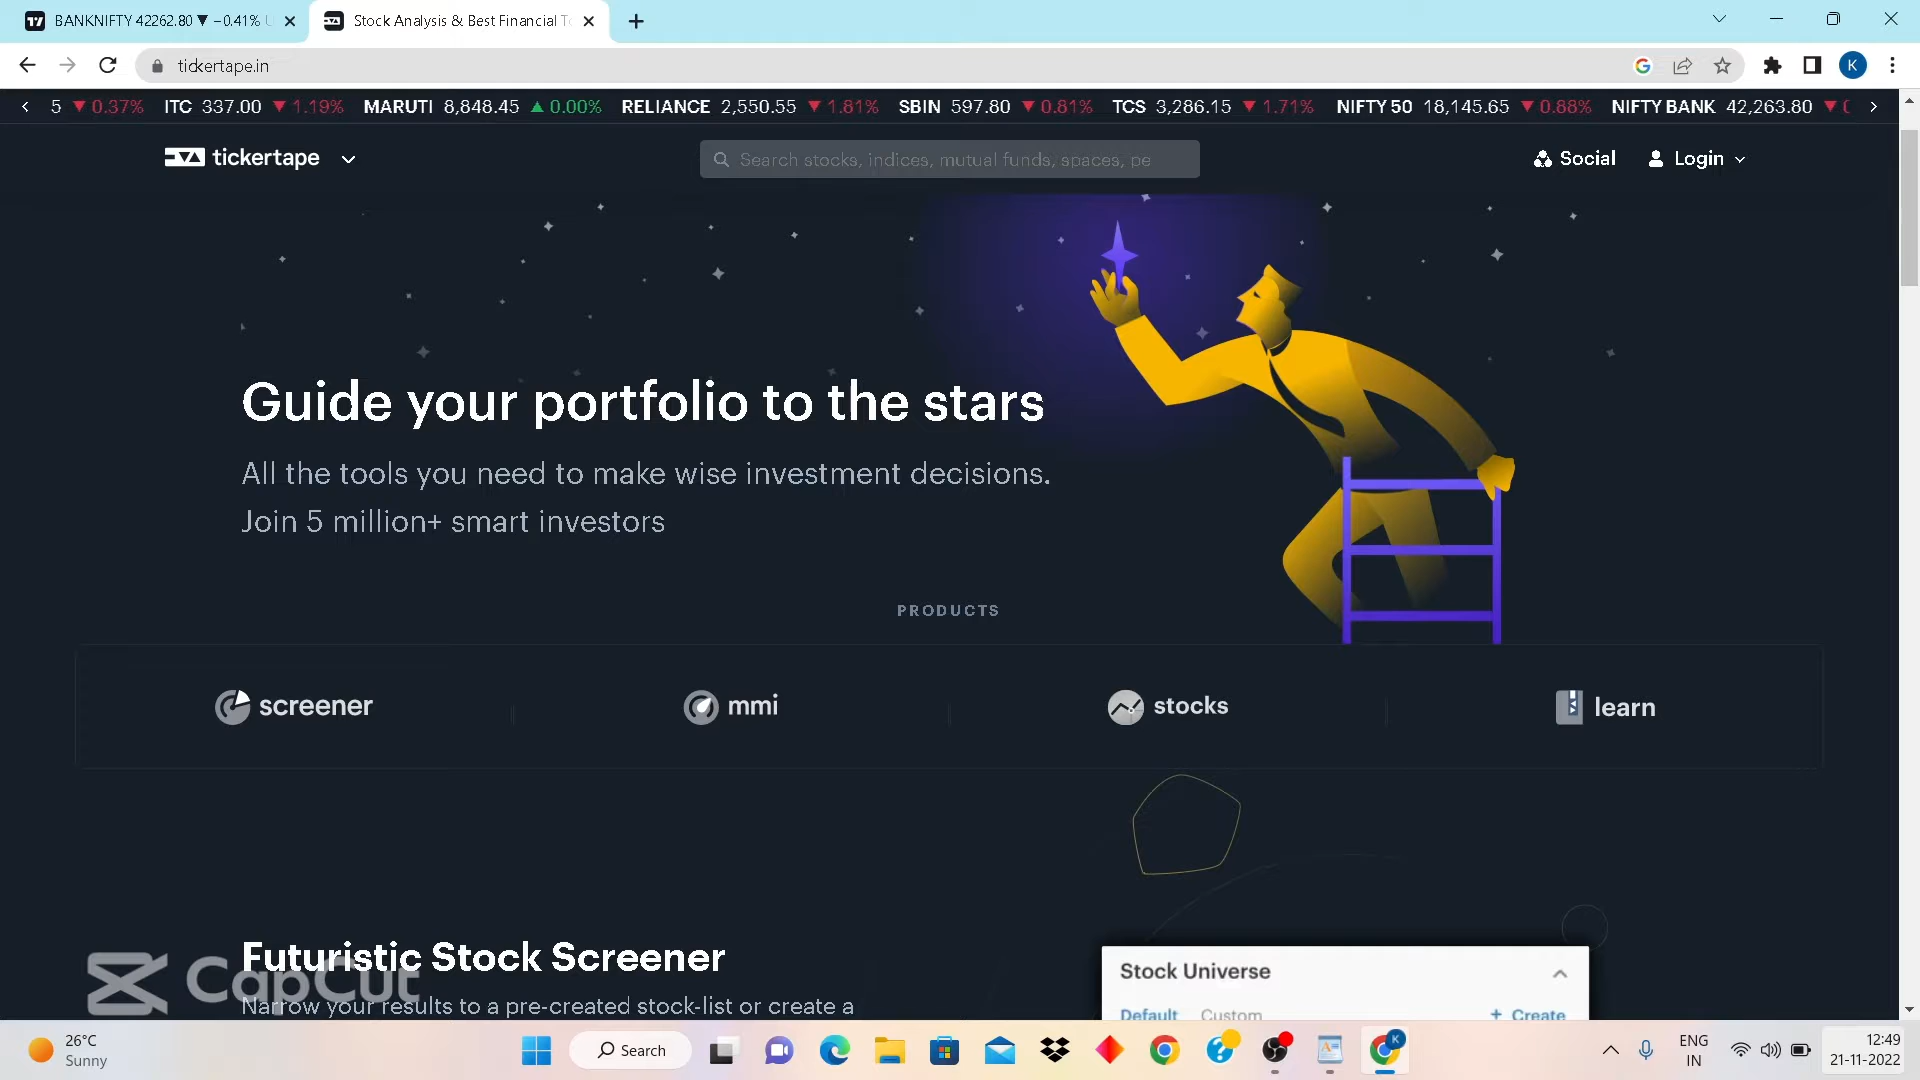 BANKNIFTY 42262.80 ▼ −0.41%
Stock Analysis & Best Financial
tickertape.in
K
5 ▼ 0.37% ITC 337.00 ▼ 1.19% MARUTI 8,848.45 ▲ 0.00% RELIANCE 2,550.55 ▼ 1.81% SBIN 597.80 ▼ 0.81% TCS 3,286.15 ▼ 1.71% NIFTY 50 18,145.65 ▼ 0.88% NIFTY BANK 42,263.80 ▼
tickertape
Search stocks, indices, mutual funds, spaces, pe
Social
Login
Guide your portfolio to the stars
All the tools you need to make wise investment decisions.
Join 5 million+ smart investors
PRODUCTS
screener
mmi
stocks
learn
Futuristic Stock Screener
Narrow your results to a pre-created stock-list or create a
CapCut
Stock Universe
Default Custom + Create
26°C
Sunny
Search
K
ENG
IN
12:49
21-11-2022